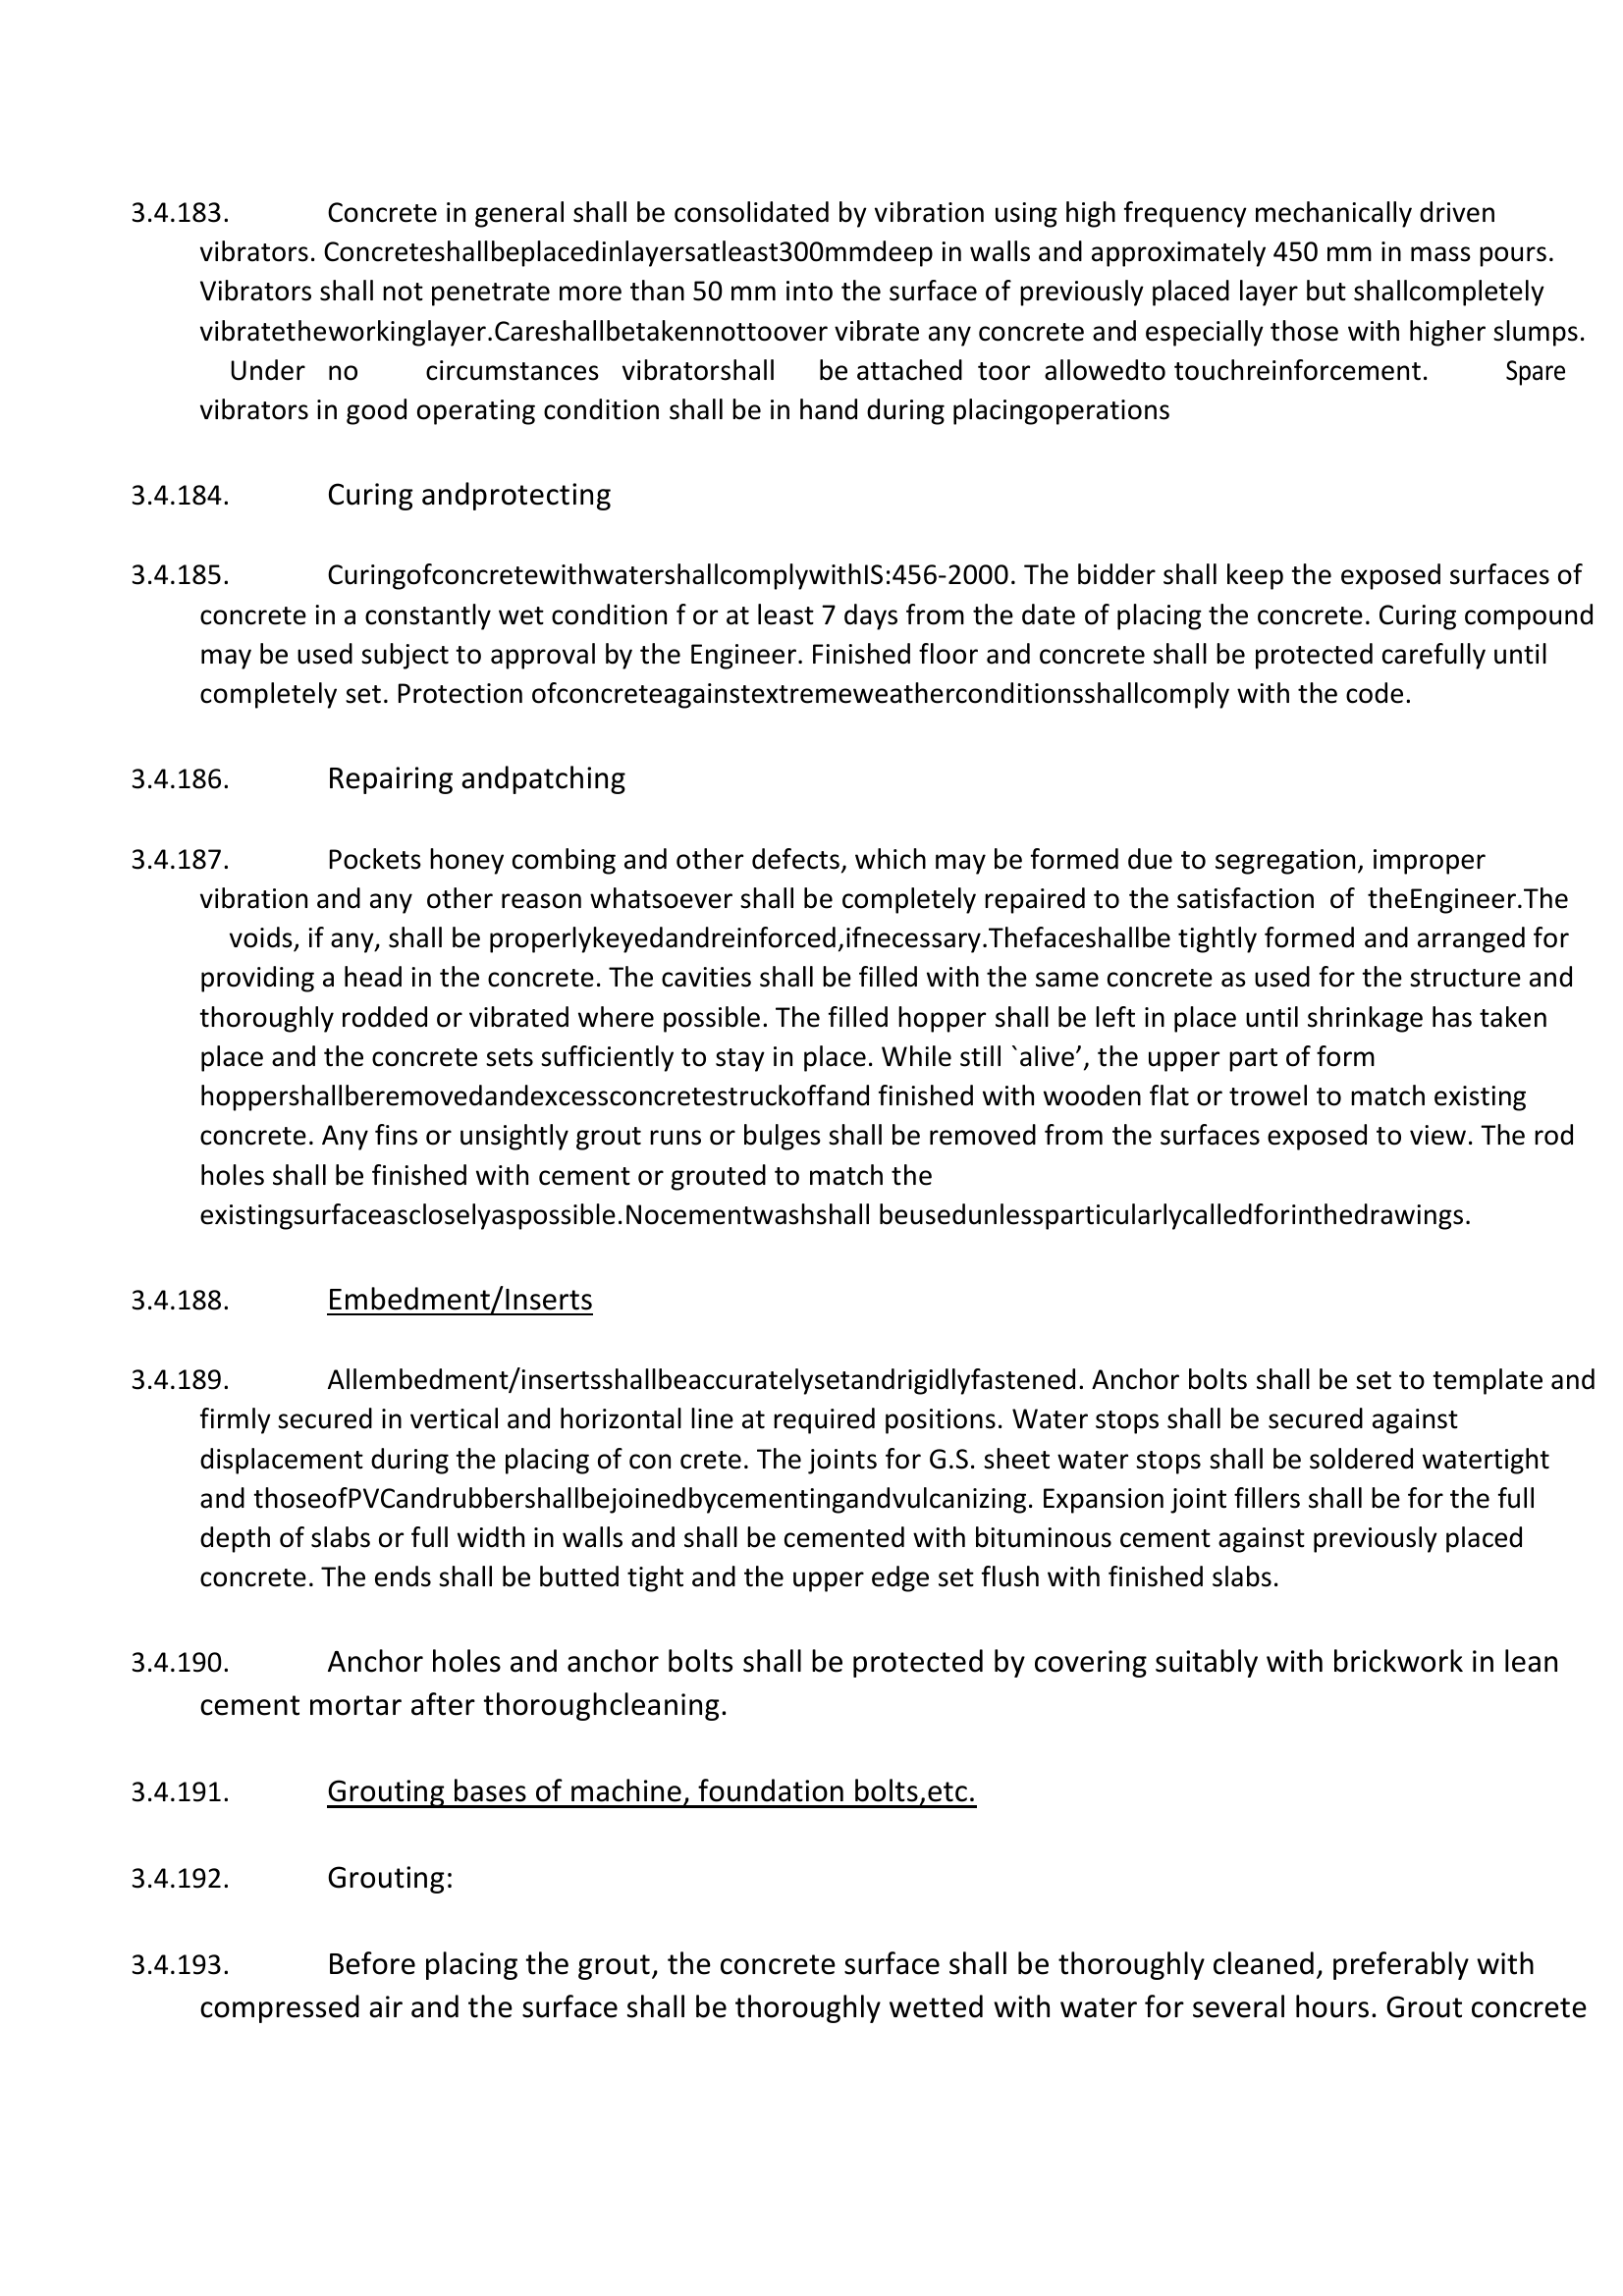 3.4.183. Concrete in general shall be consolidated by vibration using high frequency mechanically driven
vibrators. Concreteshallbeplacedinlayersatleast300mmdeep in walls and approximately 450 mm in mass pours.
Vibrators shall not penetrate more than 50 mm into the surface of previously placed layer but shallcompletely
vibratetheworkinglayer.Careshallbetakennottoover vibrate any concrete and especially those with higher slumps.
Under no circumstances vibratorshall be attached toor allowedto touchreinforcement. Spare
vibrators in good operating condition shall be in hand during placingoperations
3.4.184. Curing andprotecting
3.4.185. CuringofconcretewithwatershallcomplywithIS:456-2000. The bidder shall keep the exposed surfaces of
concrete in a constantly wet condition f or at least 7 days from the date of placing the concrete. Curing compound
may be used subject to approval by the Engineer. Finished floor and concrete shall be protected carefully until
completely set. Protection ofconcreteagainstextremeweatherconditionsshallcomply with the code.
3.4.186. Repairing andpatching
3.4.187. Pockets honey combing and other defects, which may be formed due to segregation, improper
vibration and any other reason whatsoever shall be completely repaired to the satisfaction of theEngineer.The
voids, if any, shall be properlykeyedandreinforced,ifnecessary.Thefaceshallbe tightly formed and arranged for
providing a head in the concrete. The cavities shall be filled with the same concrete as used for the structure and
thoroughly rodded or vibrated where possible. The filled hopper shall be left in place until shrinkage has taken
place and the concrete sets sufficiently to stay in place. While still `alive’, the upper part of form
hoppershallberemovedandexcessconcretestruckoffand finished with wooden flat or trowel to match existing
concrete. Any fins or unsightly grout runs or bulges shall be removed from the surfaces exposed to view. The rod
holes shall be finished with cement or grouted to match the
existingsurfaceascloselyaspossible.Nocementwashshall beusedunlessparticularlycalledforinthedrawings.
3.4.188. Embedment/Inserts
3.4.189. Allembedment/insertsshallbeaccuratelysetandrigidlyfastened. Anchor bolts shall be set to template and
firmly secured in vertical and horizontal line at required positions. Water stops shall be secured against
displacement during the placing of con crete. The joints for G.S. sheet water stops shall be soldered watertight
and thoseofPVCandrubbershallbejoinedbycementingandvulcanizing. Expansion joint fillers shall be for the full
depth of slabs or full width in walls and shall be cemented with bituminous cement against previously placed
concrete. The ends shall be butted tight and the upper edge set flush with finished slabs.
3.4.190. Anchor holes and anchor bolts shall be protected by covering suitably with brickwork in lean
cement mortar after thoroughcleaning.
3.4.191. Grouting bases of machine, foundation bolts,etc.
3.4.192. Grouting:
3.4.193. Before placing the grout, the concrete surface shall be thoroughly cleaned, preferably with
compressed air and the surface shall be thoroughly wetted with water for several hours. Grout concrete